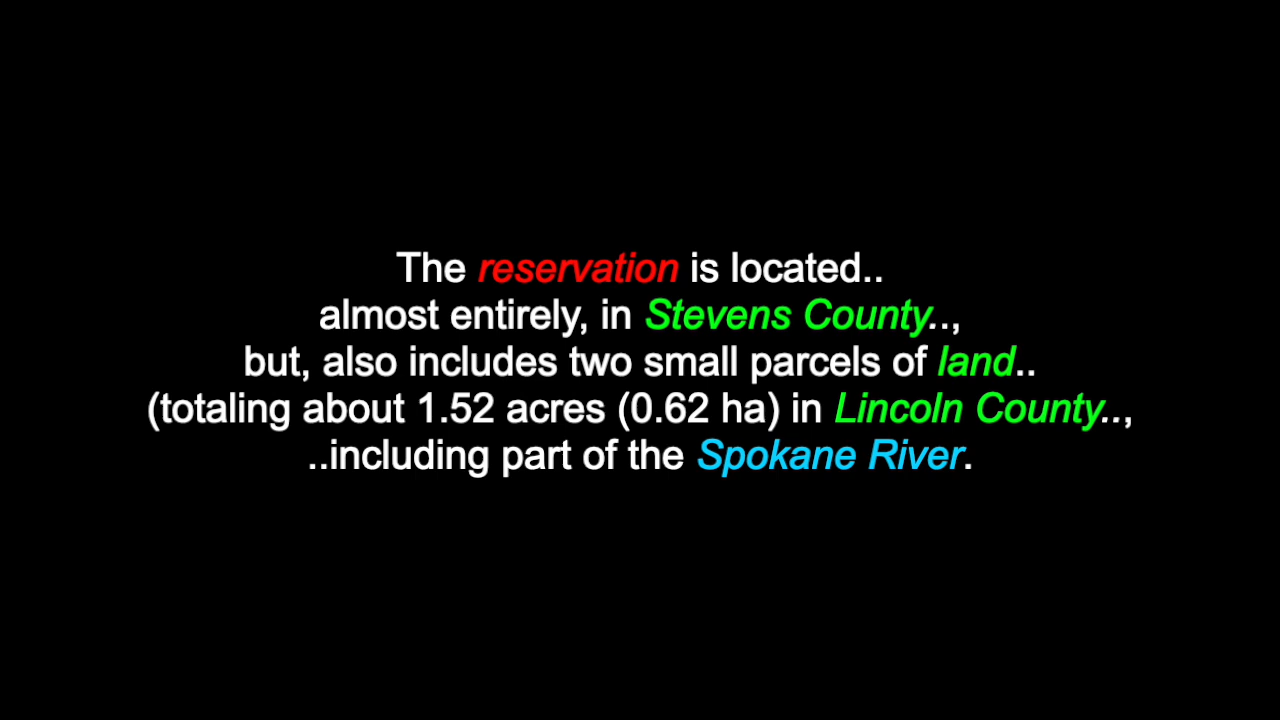 The reservation is located..
almost entirely, in Stevens County..,
but, also includes two small parcels of land..
(totaling about 1.52 acres (0.62 ha) in Lincoln County..,
..including part of the Spokane River.